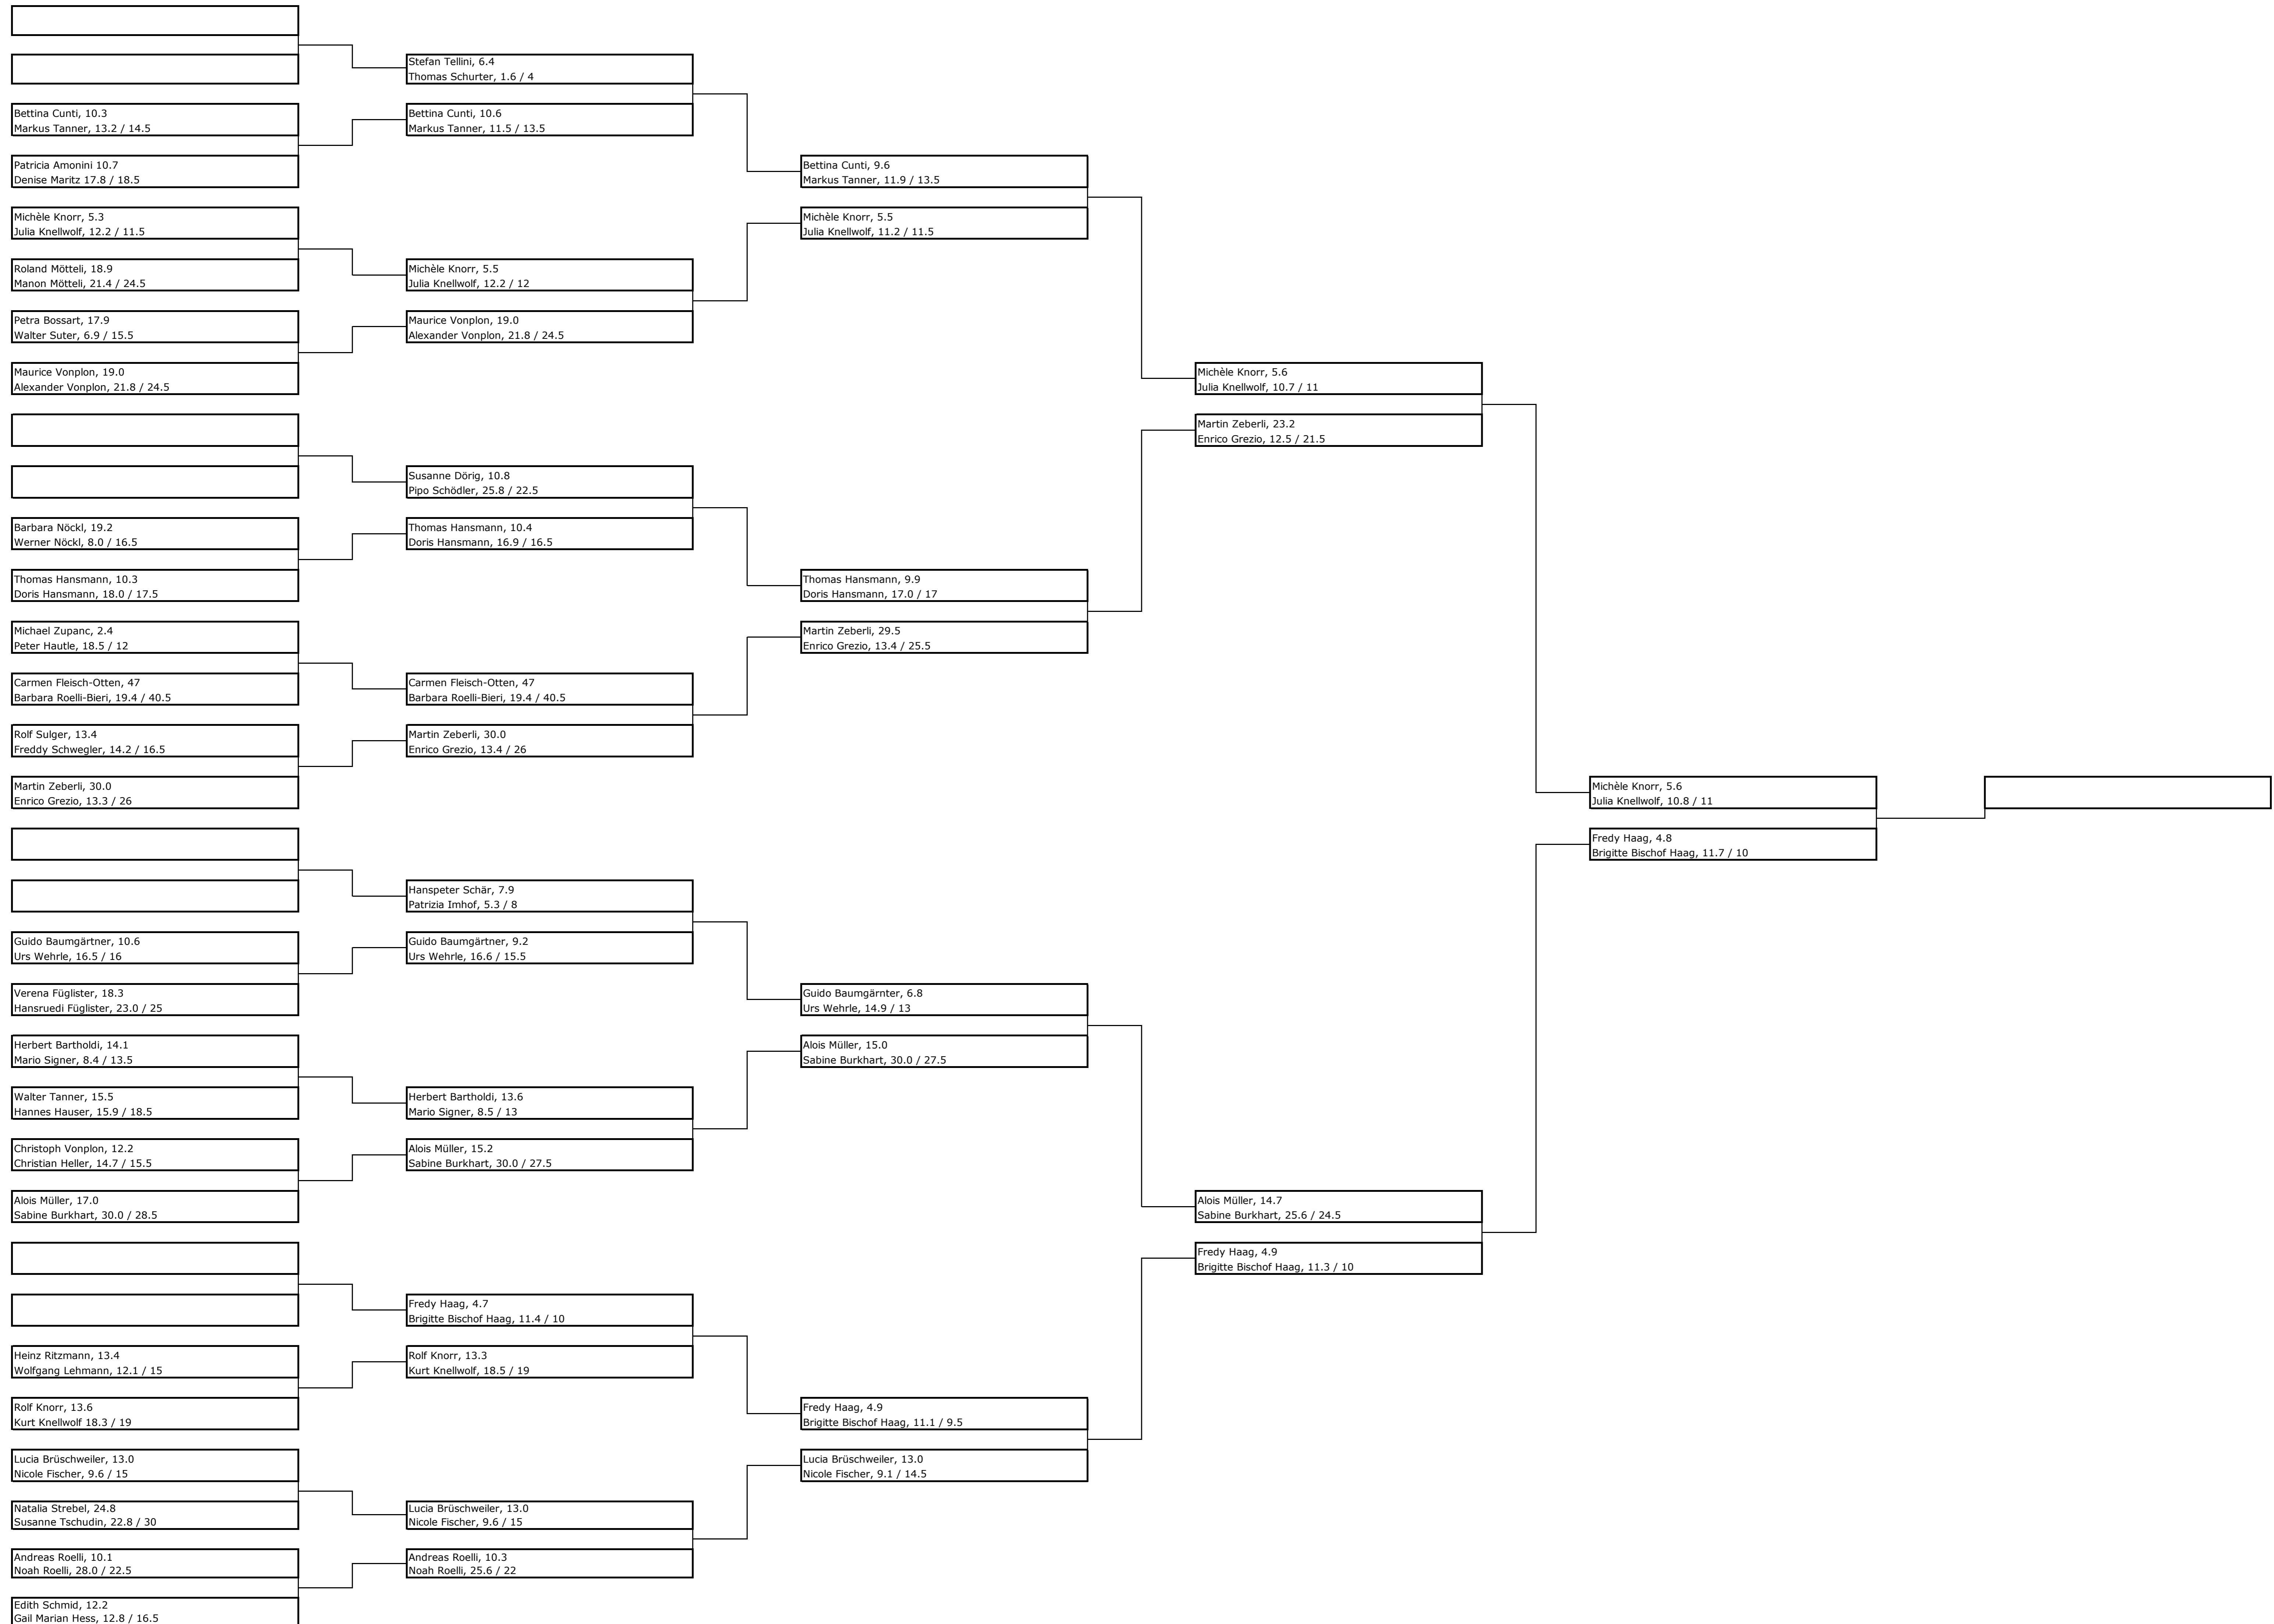 Stefan Tellini, 6.4
Thomas Schurter, 1.6 / 4
Bettina Cunti, 10.3
Markus Tanner, 13.2 / 14.5
Bettina Cunti, 10.6
Markus Tanner, 11.5 / 13.5
Patricia Amonini 10.7
Denise Maritz 17.8 / 18.5
Bettina Cunti, 9.6
Markus Tanner, 11.9 / 13.5
Michèle Knorr, 5.3
Julia Knellwolf, 12.2 / 11.5
Michèle Knorr, 5.5
Julia Knellwolf, 11.2 / 11.5
Roland Mötteli, 18.9
Manon Mötteli, 21.4 / 24.5
Michèle Knorr, 5.5
Julia Knellwolf, 12.2 / 12
Petra Bossart, 17.9
Walter Suter, 6.9 / 15.5
Maurice Vonplon, 19.0
Alexander Vonplon, 21.8 / 24.5
Maurice Vonplon, 19.0
Alexander Vonplon, 21.8 / 24.5
Michèle Knorr, 5.6
Julia Knellwolf, 10.7 / 11
Martin Zeberli, 23.2
Enrico Grezio, 12.5 / 21.5
Susanne Dörig, 10.8
Pipo Schödler, 25.8 / 22.5
Barbara Nöckl, 19.2
Werner Nöckl, 8.0 / 16.5
Thomas Hansmann, 10.4
Doris Hansmann, 16.9 / 16.5
Thomas Hansmann, 10.3
Doris Hansmann, 18.0 / 17.5
Thomas Hansmann, 9.9
Doris Hansmann, 17.0 / 17
Michael Zupanc, 2.4
Peter Hautle, 18.5 / 12
Martin Zeberli, 29.5
Enrico Grezio, 13.4 / 25.5
Carmen Fleisch-Otten, 47
Barbara Roelli-Bieri, 19.4 / 40.5
Carmen Fleisch-Otten, 47
Barbara Roelli-Bieri, 19.4 / 40.5
Rolf Sulger, 13.4
Freddy Schwegler, 14.2 / 16.5
Martin Zeberli, 30.0
Enrico Grezio, 13.4 / 26
Martin Zeberli, 30.0
Enrico Grezio, 13.3 / 26
Michèle Knorr, 5.6
Julia Knellwolf, 10.8 / 11
Fredy Haag, 4.8
Brigitte Bischof Haag, 11.7 / 10
Hanspeter Schär, 7.9
Patrizia Imhof, 5.3 / 8
Guido Baumgärtner, 10.6
Urs Wehrle, 16.5 / 16
Guido Baumgärtner, 9.2
Urs Wehrle, 16.6 / 15.5
Verena Füglister, 18.3
Hansruedi Füglister, 23.0 / 25
Guido Baumgärnter, 6.8
Urs Wehrle, 14.9 / 13
Herbert Bartholdi, 14.1
Mario Signer, 8.4 / 13.5
Alois Müller, 15.0
Sabine Burkhart, 30.0 / 27.5
Walter Tanner, 15.5
Hannes Hauser, 15.9 / 18.5
Herbert Bartholdi, 13.6
Mario Signer, 8.5 / 13
Christoph Vonplon, 12.2
Christian Heller, 14.7 / 15.5
Alois Müller, 15.2
Sabine Burkhart, 30.0 / 27.5
Alois Müller, 17.0
Sabine Burkhart, 30.0 / 28.5
Alois Müller, 14.7
Sabine Burkhart, 25.6 / 24.5
Fredy Haag, 4.9
Brigitte Bischof Haag, 11.3 / 10
Fredy Haag, 4.7
Brigitte Bischof Haag, 11.4 / 10
Heinz Ritzmann, 13.4
Wolfgang Lehmann, 12.1 / 15
Rolf Knorr, 13.3
Kurt Knellwolf, 18.5 / 19
Rolf Knorr, 13.6
Kurt Knellwolf 18.3 / 19
Fredy Haag, 4.9
Brigitte Bischof Haag, 11.1 / 9.5
Lucia Brüschweiler, 13.0
Nicole Fischer, 9.6 / 15
Lucia Brüschweiler, 13.0
Nicole Fischer, 9.1 / 14.5
Natalia Strebel, 24.8
Susanne Tschudin, 22.8 / 30
Lucia Brüschweiler, 13.0
Nicole Fischer, 9.6 / 15
Andreas Roelli, 10.1
Noah Roelli, 28.0 / 22.5
Andreas Roelli, 10.3
Noah Roelli, 25.6 / 22
Edith Schmid, 12.2
Gail Marian Hess, 12.8 / 16.5